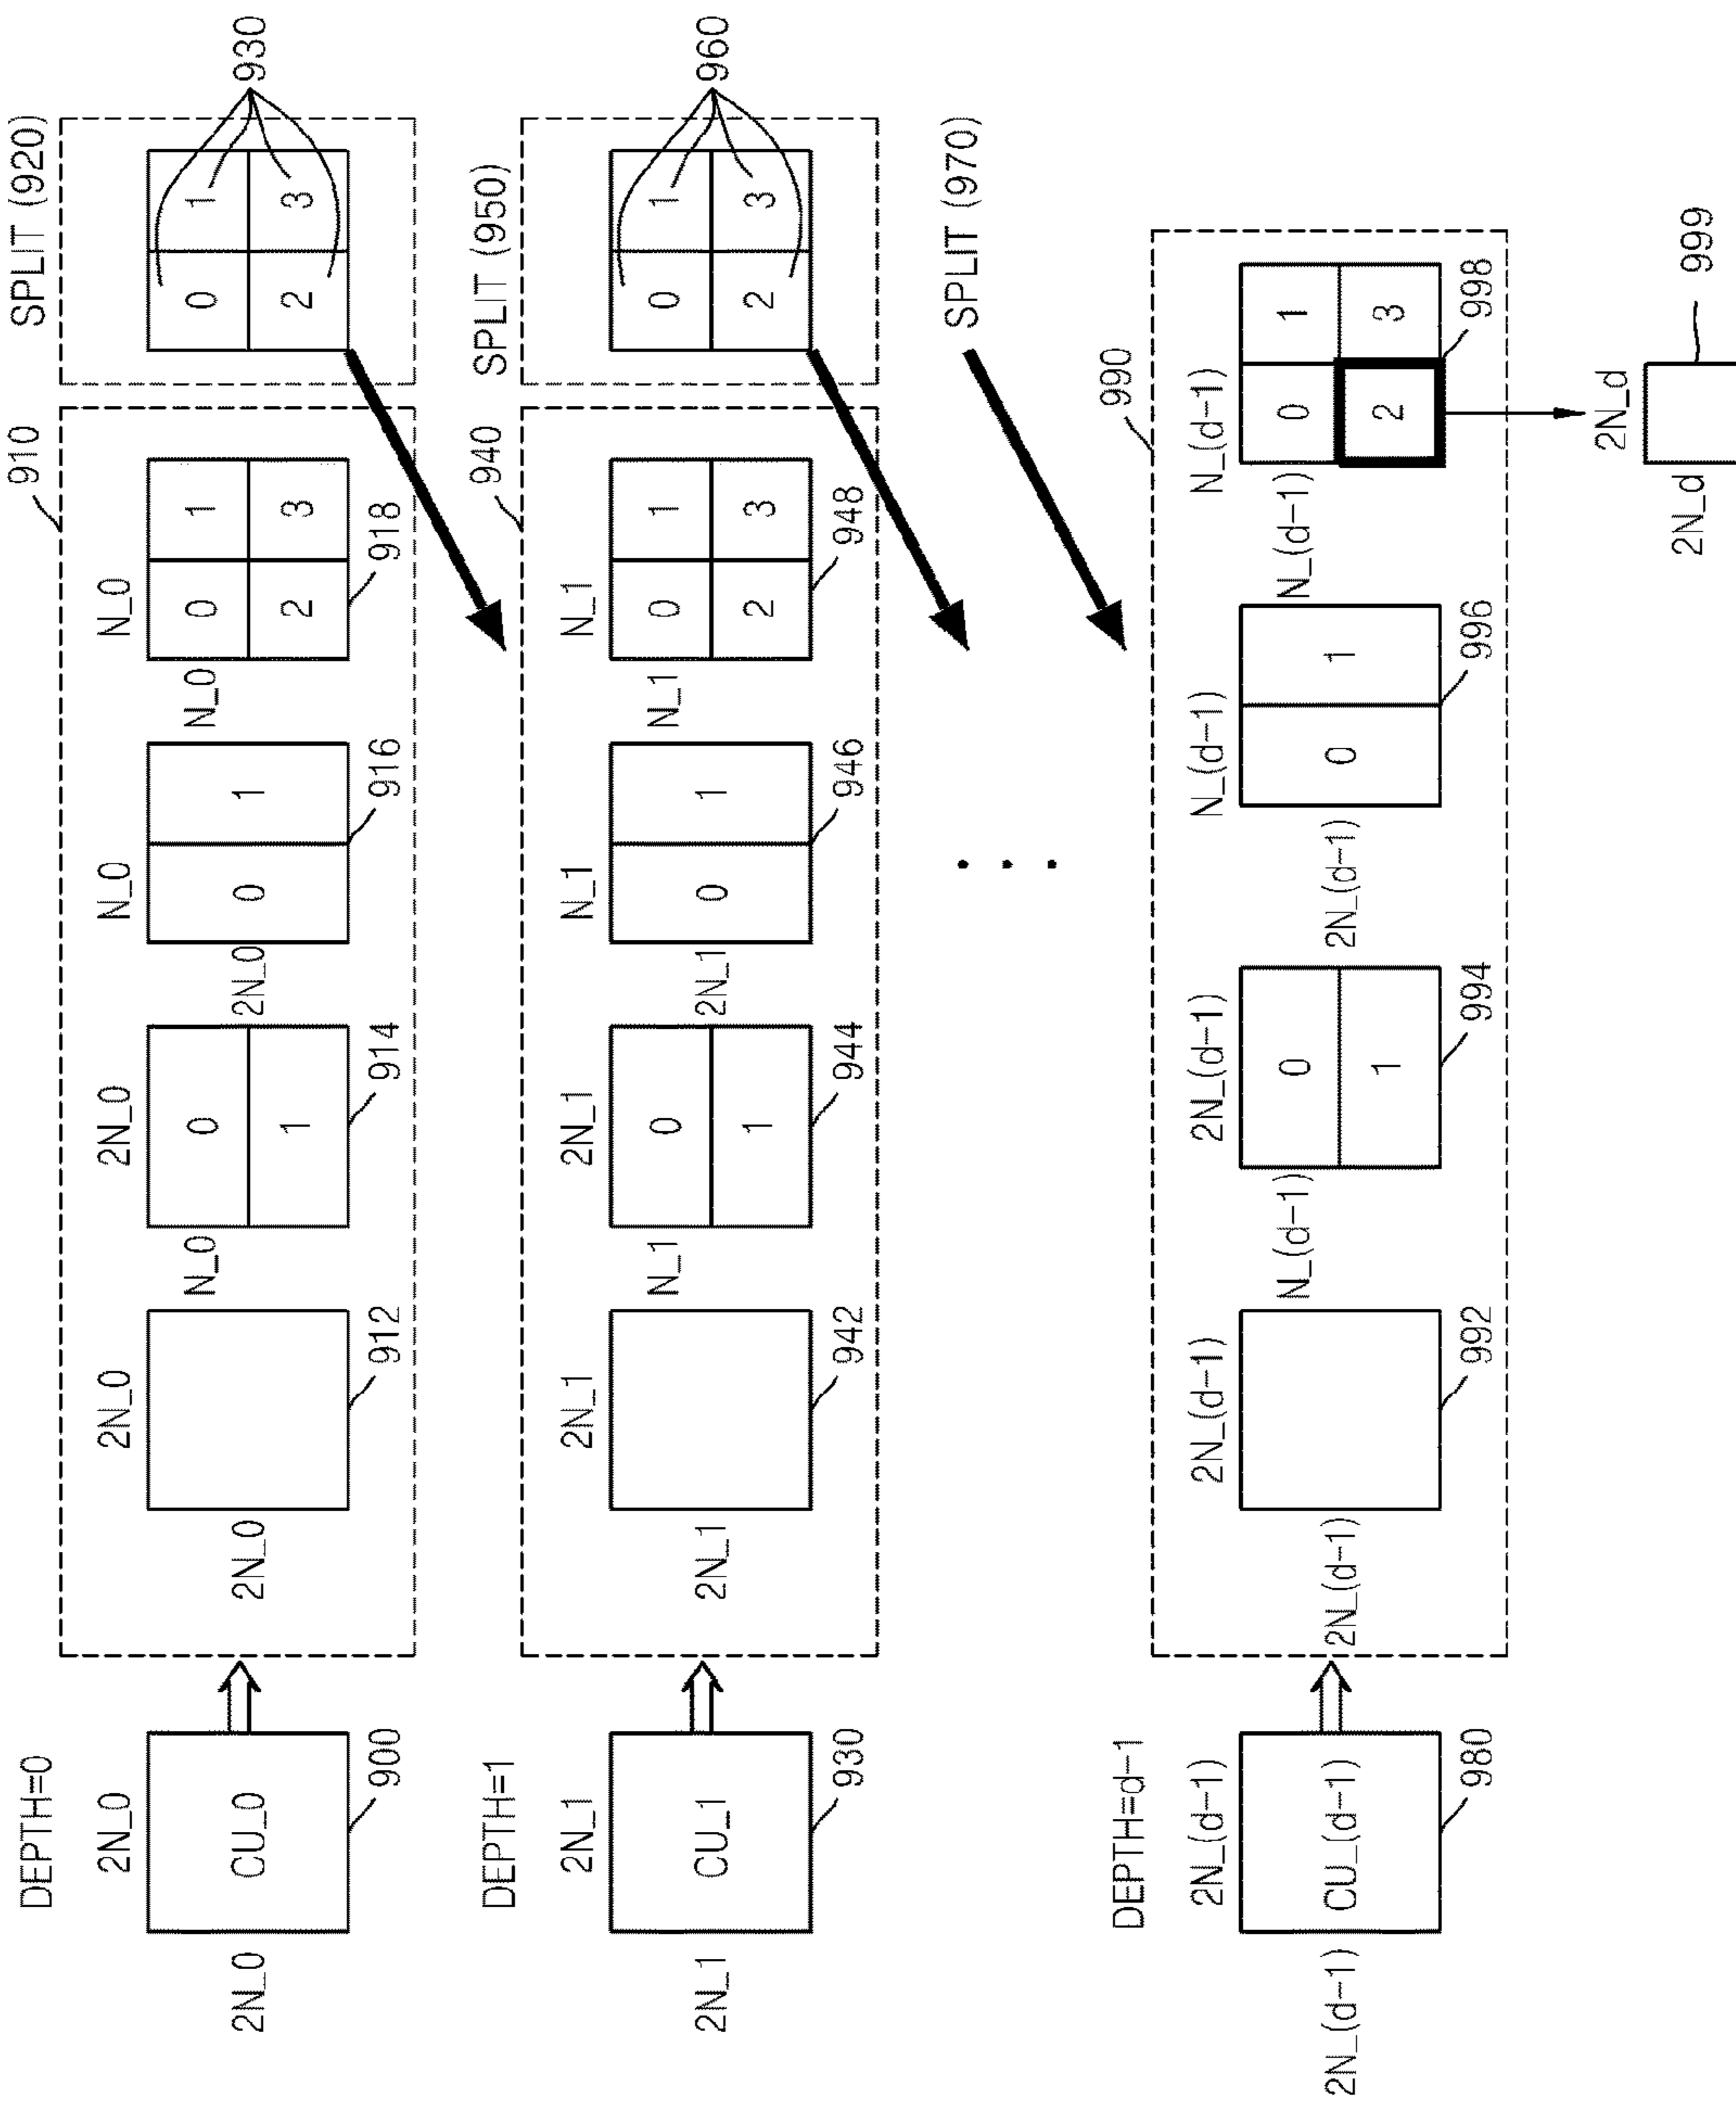 DEPTH=0
2N_0
2N_0
CU_0
900
910
2N_0
2N_0
912
2N_0
N_0
0
1
914
N_0
2N_0
0
1
916
N_0
N_0
0
1
2
3
918
SPLIT (920)
0
1
2
3
930
DEPTH=1
2N_1
2N_1
CU_1
930
940
2N_1
2N_1
942
2N_1
N_1
0
1
944
N_1
2N_1
0
1
946
N_1
N_1
0
1
2
3
948
SPLIT (950)
0
1
2
3
960
SPLIT (970)
DEPTH=d-1
2N_(d-1)
2N_(d-1)
CU_(d-1)
980
990
2N_(d-1)
2N_(d-1)
992
2N_(d-1)
N_(d-1)
0
1
994
N_(d-1)
2N_(d-1)
0
1
996
N_(d-1)
N_(d-1)
0
1
2
3
998
2N_d
2N_d
999